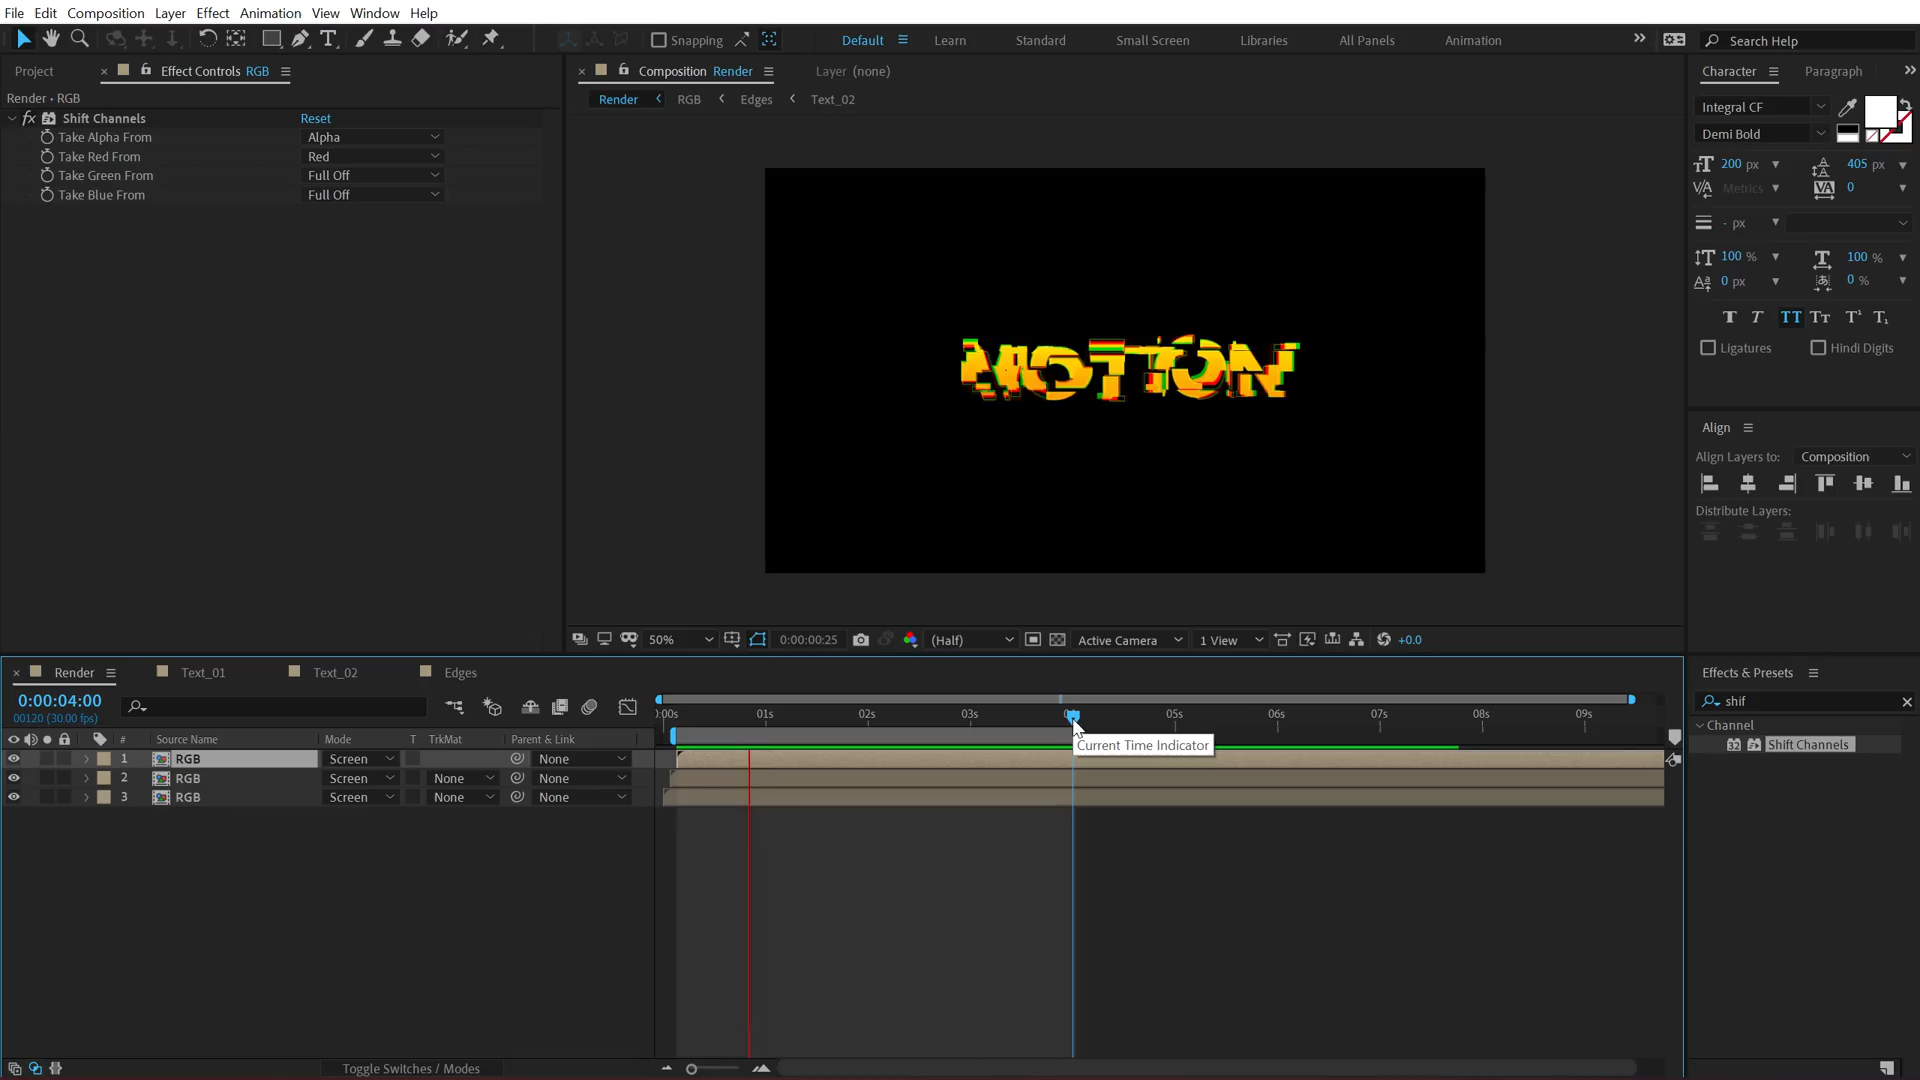 File Edit Composition Layer Effect Animation View Window Help
Snapping Default Learn Standard Small Screen Libraries All Panels Animation Search Help
Project Effect Controls RGB
Render • RGB
fx Shift Channels Reset
Take Alpha From Alpha
Take Red From Red
Take Green From Full Off
Take Blue From Full Off
Composition Render Layer (none)
Render RGB Edges Text_02
MOTION
50% 0:00:00:25 (Half) Active Camera 1 View +0.0
Character Paragraph
Integral CF
Demi Bold
200 px 405 px
Metrics 0
- px
100 % 100 %
0 px 0 %
Ligatures Hindi Digits
Align
Align Layers to: Composition
Distribute Layers:
Effects & Presets
shif
Channel
32 Shift Channels
Render Text_01 Text_02 Edges
0:00:04:00
00120 (30.00 fps)
:00s 01s 02s 03s 05s 06s 07s 08s 09s
# Source Name Mode T TrkMat Parent & Link
Current Time Indicator
1 RGB Screen None
2 RGB Screen None None
3 RGB Screen None None
Toggle Switches / Modes